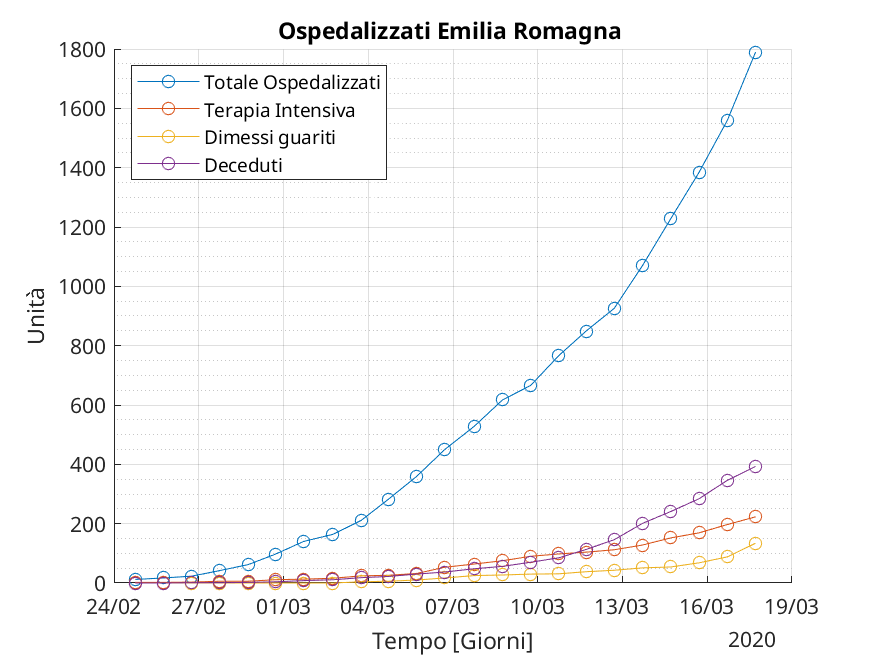 Ospedalizzati Emilia Romagna
1800
1600
1400
1200
1000
800
600
400
200
0
Unità
Totale Ospedalizzati
Terapia Intensiva
Dimessi guariti
Deceduti
24/02 27/02 01/03 04/03 07/03 10/03 13/03 16/03 19/03
Tempo [Giorni]
2020